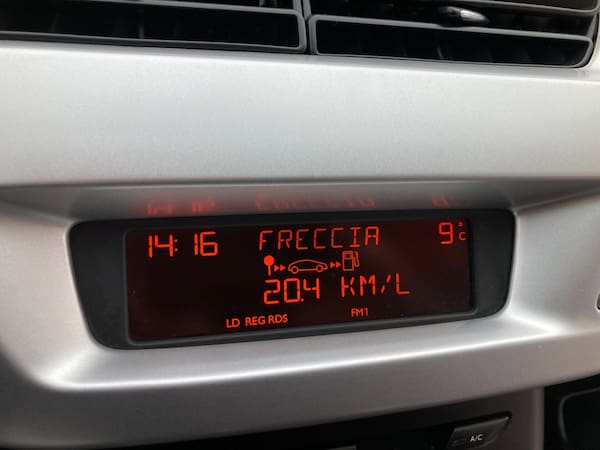 14:16 FRECCIA 9°C
20.4 KM/L
LD REG RDS FM1
A/C